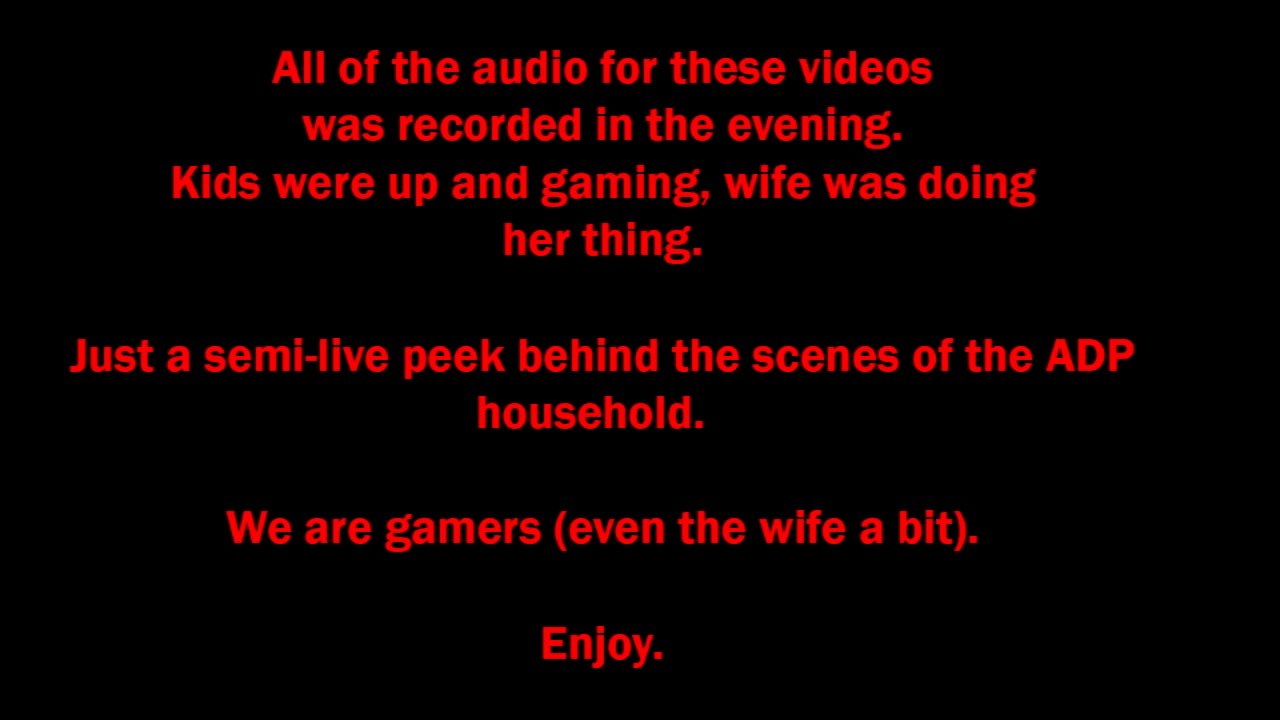 All of the audio for these videos
was recorded in the evening.
Kids were up and gaming, wife was doing
her thing.
Just a semi-live peek behind the scenes of the ADP
household.
We are gamers (even the wife a bit).
Enjoy.